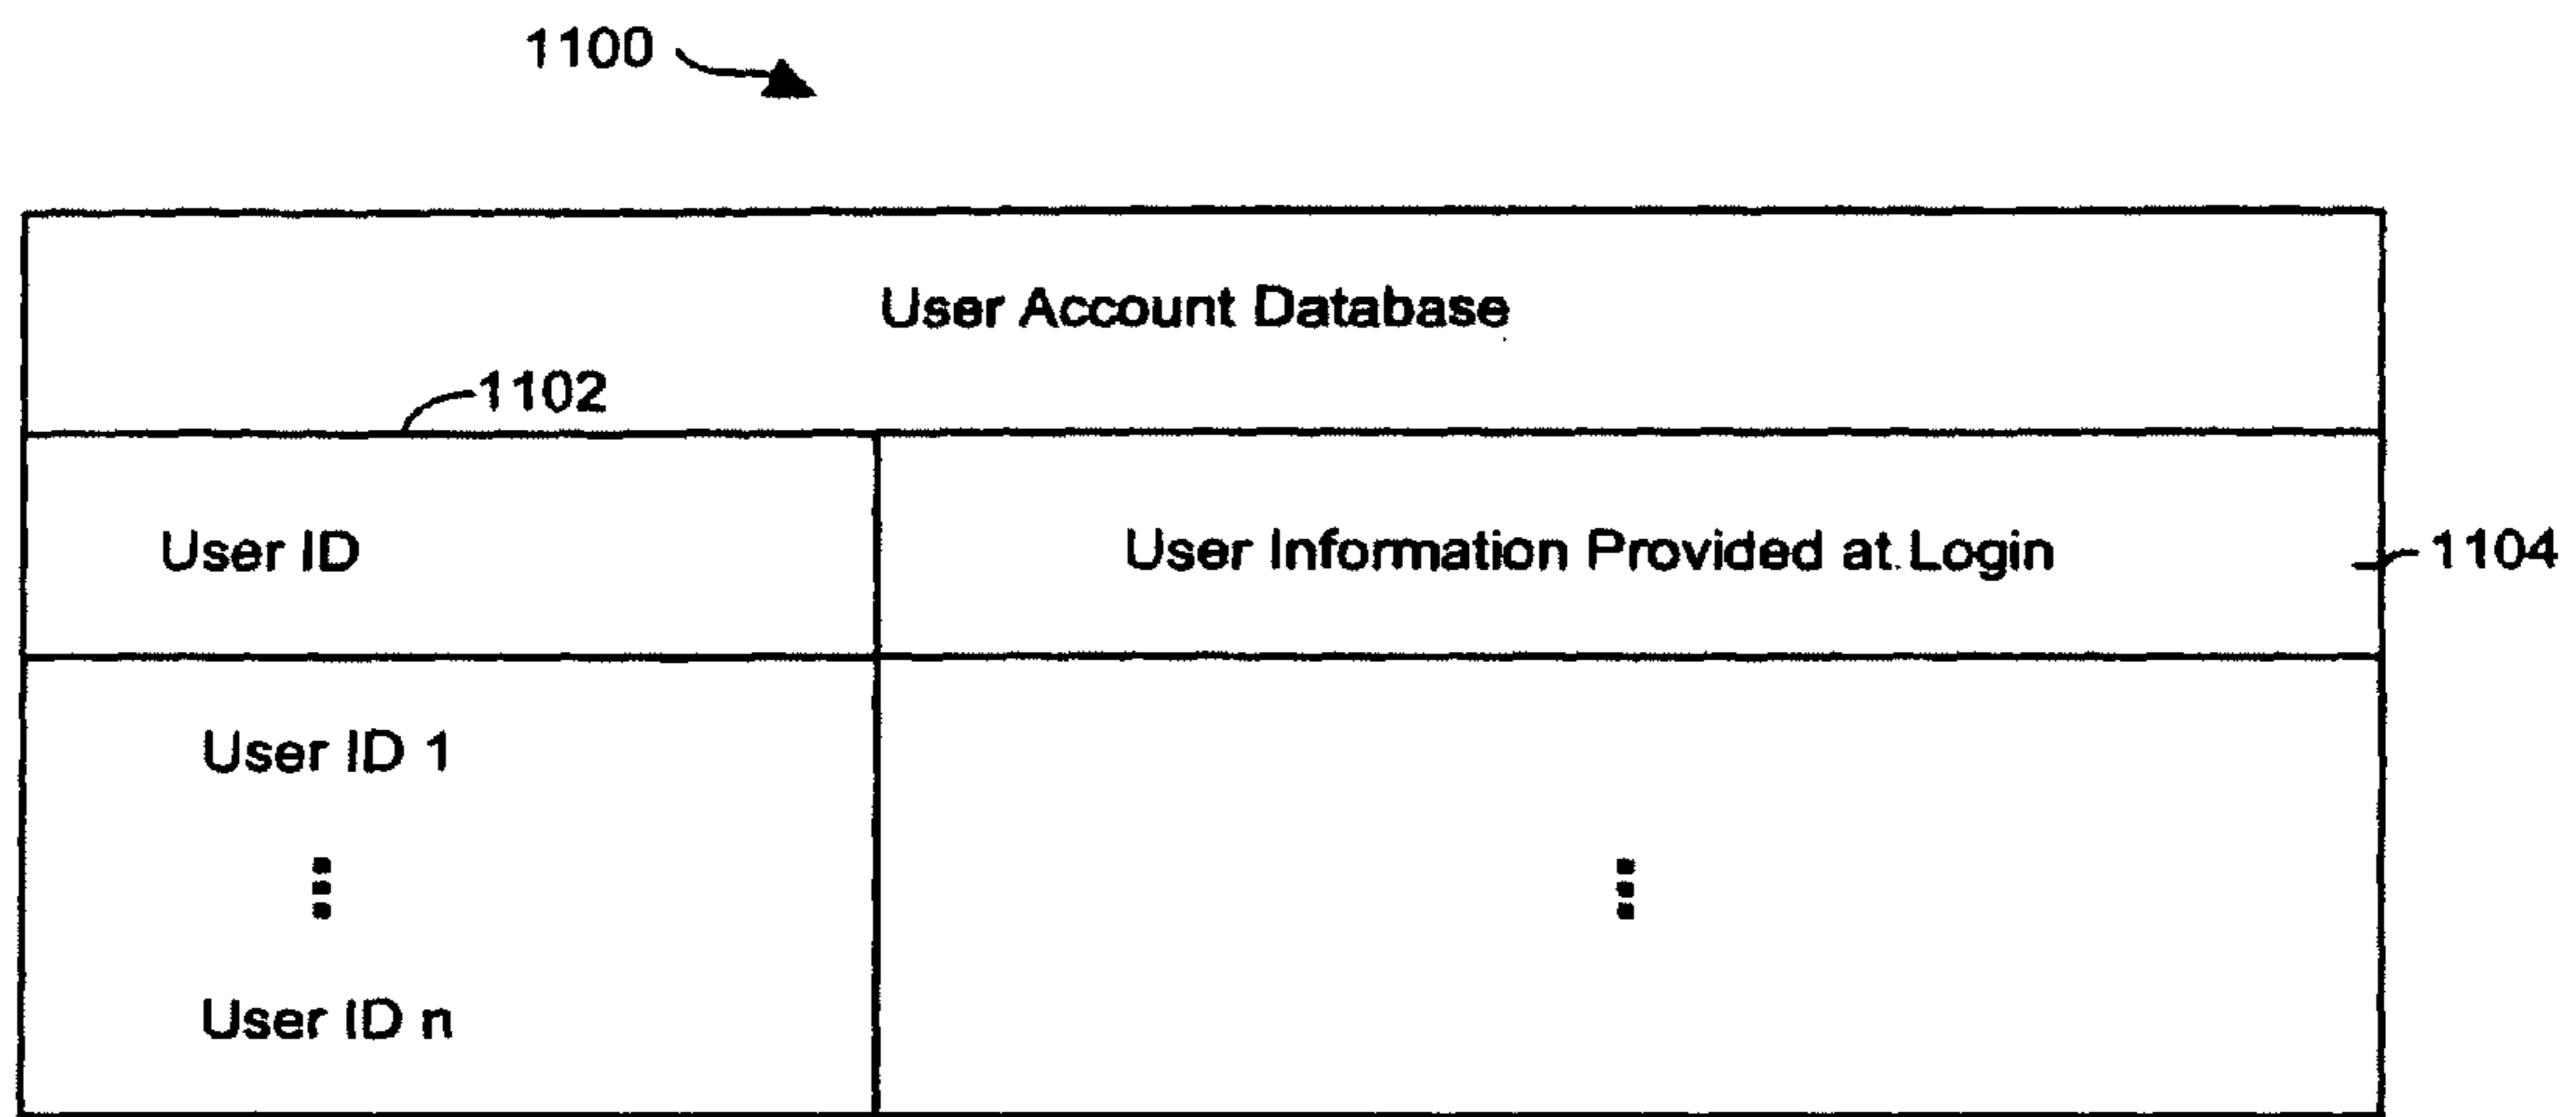 1100
User Account Database
1102
User ID
User Information Provided at Login
1104
User ID 1
User ID n